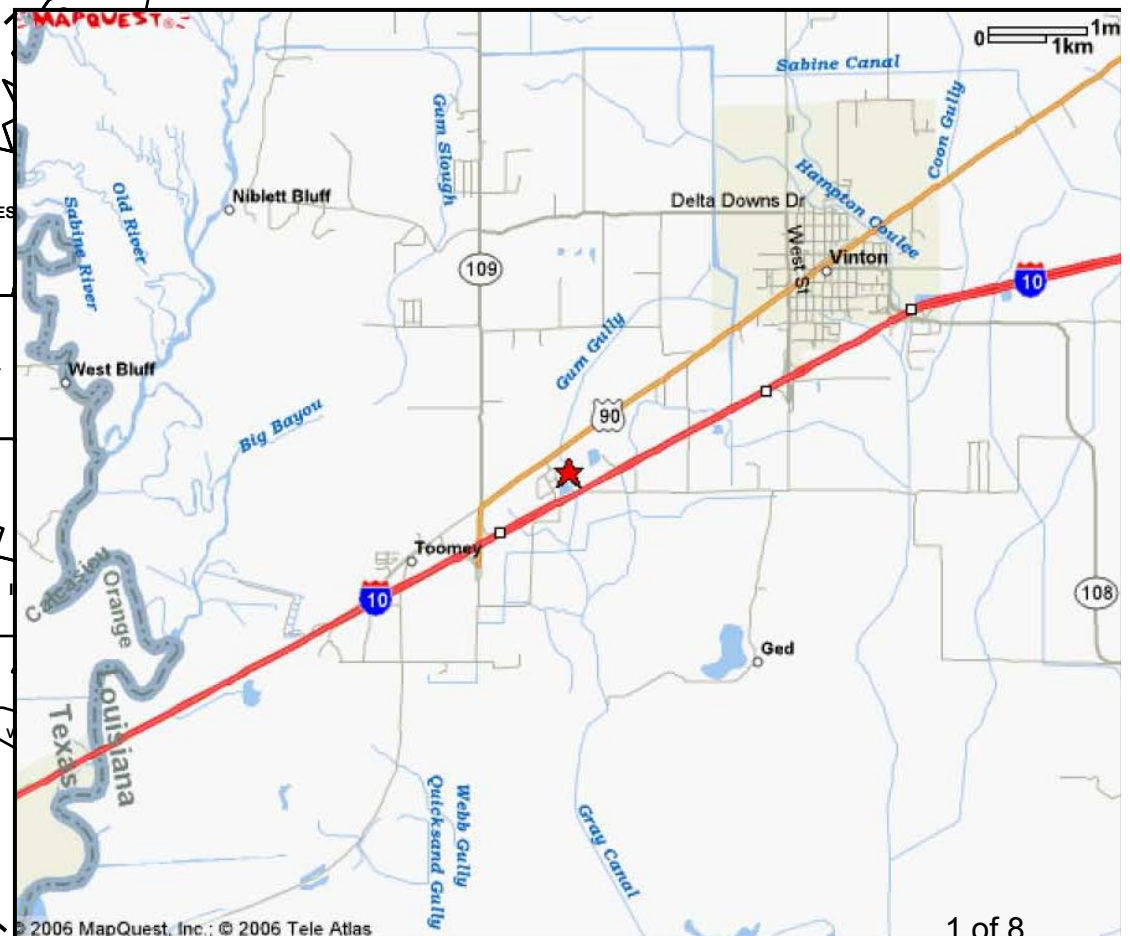 MAPQUEST®
0 1m
1km
Sabine Canal
Gum Slough
Coon Gully
Hampton Coulee
Old River
Sabine River
Niblett Bluff
Delta Downs Dr
West St
Vinton
109
10
Gum Gully
West Bluff
90
Big Bayou
Toomey
10
Calcasieu
Orange
108
Ged
Louisiana
Texas
Webb Gully
Quicksand Gully
Gray Canal
2006 MapQuest, Inc.; © 2006 Tele Atlas
1 of 8
ES